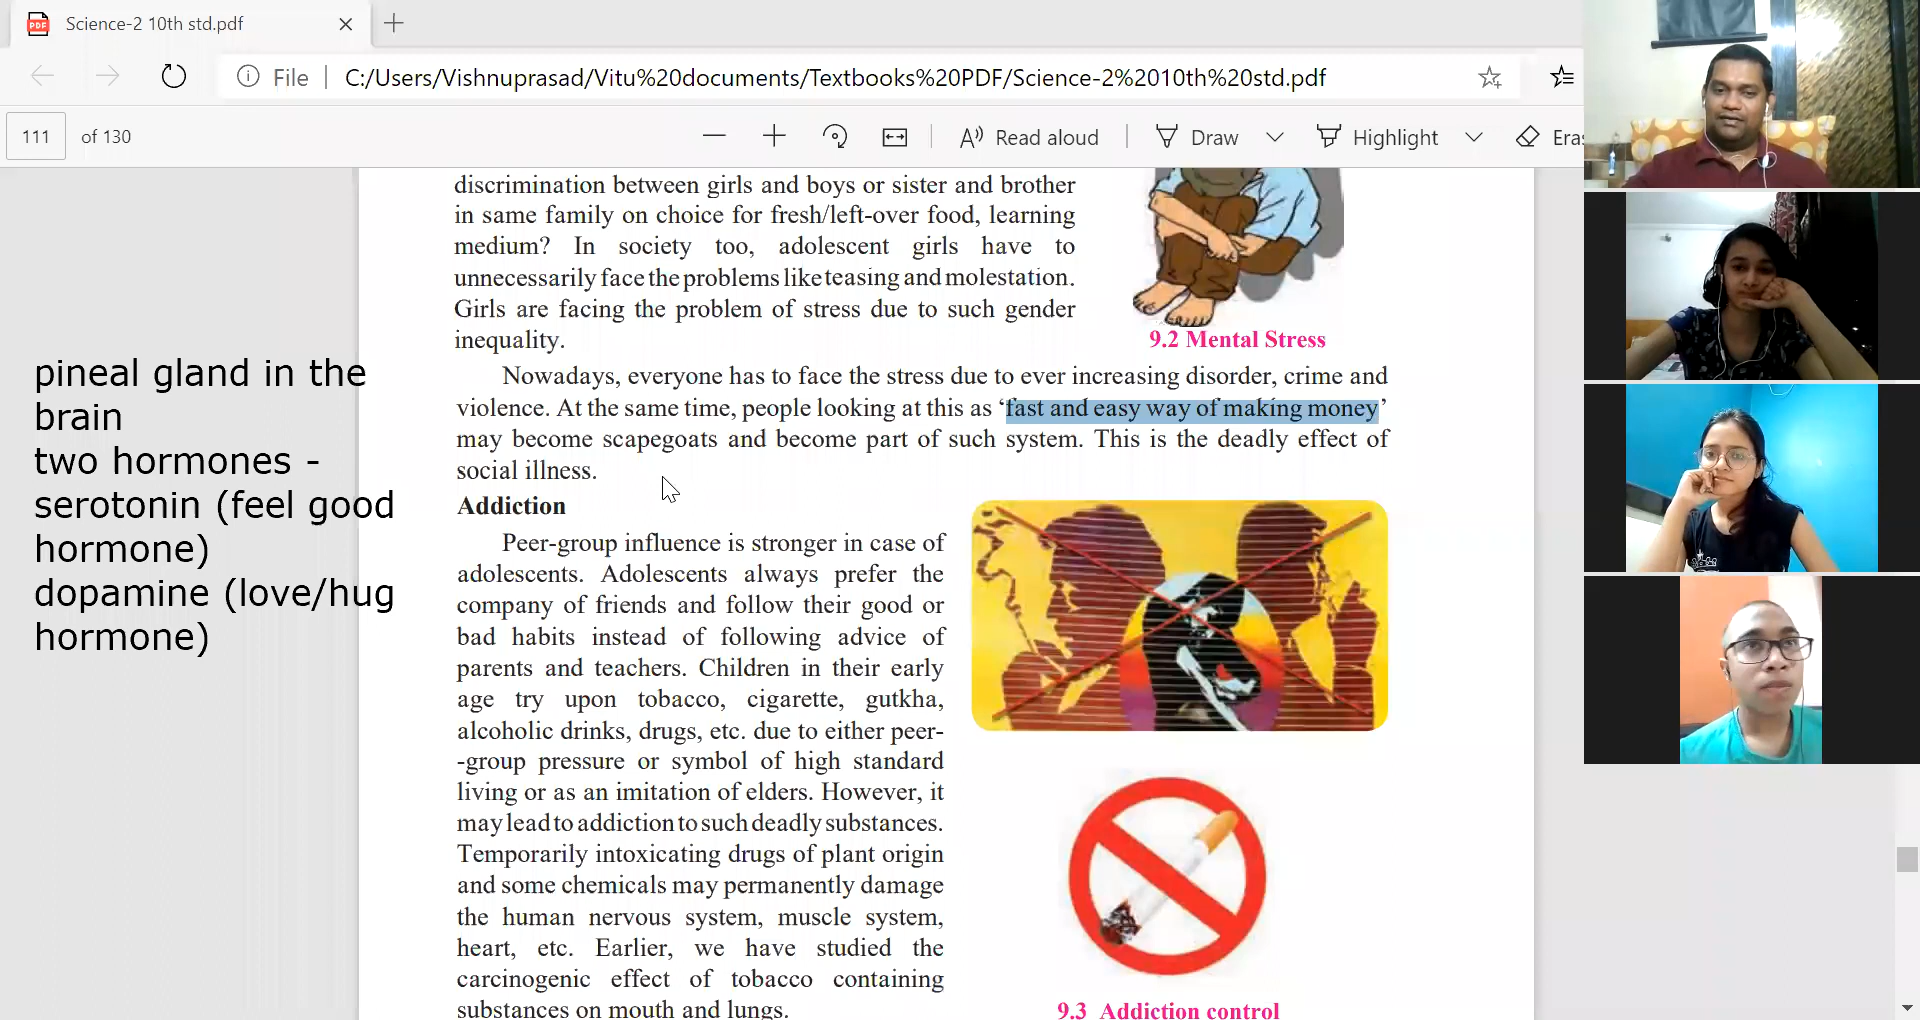 Science-2 10th std.pdf
File
C:/Users/Vishnuprasad/Vitu%20documents/Textbooks%20PDF/Science-2%2010th%20std.pdf
111 of 130
Read aloud
Draw
Highlight
Eras
discrimination between girls and boys or sister and brother
in same family on choice for fresh/left-over food, learning
medium? In society too, adolescent girls have to
unnecessarily face the problems like teasing and molestation.
Girls are facing the problem of stress due to such gender
inequality.
9.2 Mental Stress
Nowadays, everyone has to face the stress due to ever increasing disorder, crime and
violence. At the same time, people looking at this as ‘fast and easy way of making money’
may become scapegoats and become part of such system. This is the deadly effect of
social illness.
Addiction
Peer-group influence is stronger in case of
adolescents. Adolescents always prefer the
company of friends and follow their good or
bad habits instead of following advice of
parents and teachers. Children in their early
age try upon tobacco, cigarette, gutkha,
alcoholic drinks, drugs, etc. due to either peer-
-group pressure or symbol of high standard
living or as an imitation of elders. However, it
may lead to addiction to such deadly substances.
Temporarily intoxicating drugs of plant origin
and some chemicals may permanently damage
the human nervous system, muscle system,
heart, etc. Earlier, we have studied the
carcinogenic effect of tobacco containing
substances on mouth and lungs.
9.3 Addiction control
pineal gland in the
brain
two hormones -
serotonin (feel good
hormone)
dopamine (love/hug
hormone)